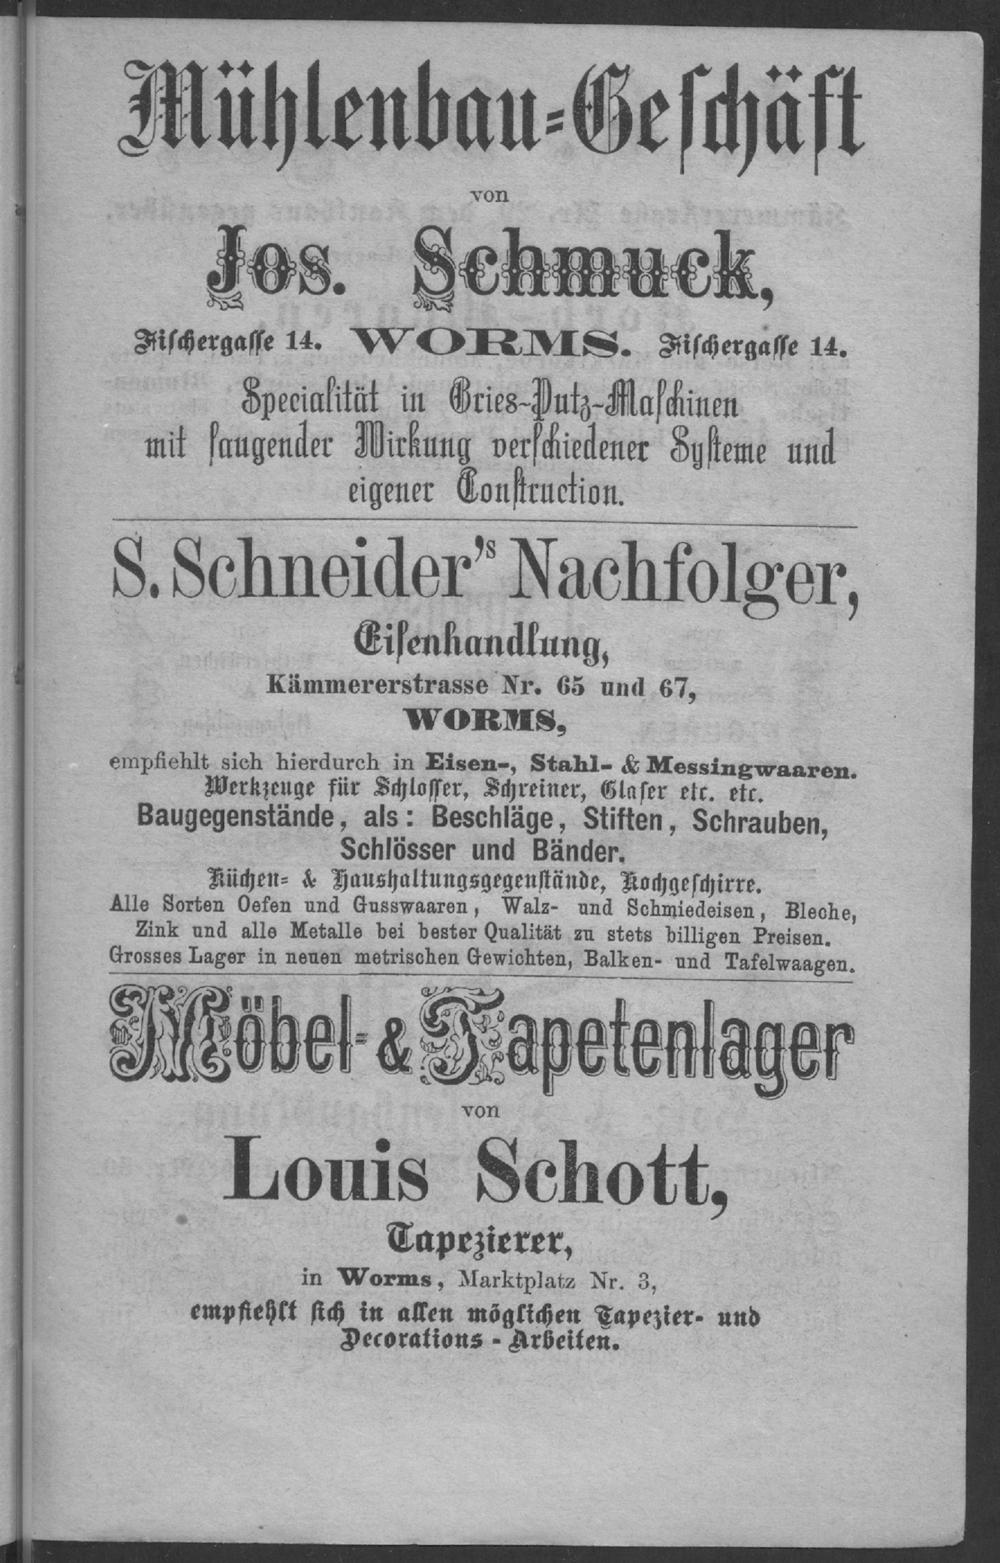 Mühlenbau-Geschäft
von
Jos. Schmuck,
Fischergasse 14. WORMS. Fischergasse 14.
Specialität in Gries-Putz-Maschinen
mit saugender Wirkung verschiedener Systeme und
eigener Construction.
S. Schneider's Nachfolger,
Eisenhandlung,
Kämmererstrasse Nr. 65 und 67,
WORMS,
empfiehlt sich hierdurch in Eisen-, Stahl- & Messingwaaren.
Werkzeuge für Schlosser, Schreiner, Glaser etc. etc.
Baugegenstände, als: Beschläge, Stiften, Schrauben,
Schlösser und Bänder.
Küchen- & Haushaltungsgegenstände, Kochgeschirre.
Alle Sorten Oefen und Gusswaaren, Walz- und Schmiedeisen, Bleche,
Zink und alle Metalle bei bester Qualität zu stets billigen Preisen.
Grosses Lager in neuen metrischen Gewichten, Balken- und Tafelwaagen.
Möbel- & Tapetenlager
von
Louis Schott,
Tapezierer,
in Worms, Marktplatz Nr. 3,
empfiehlt sich in allen möglichen Tapezier- und
Decorations - Arbeiten.